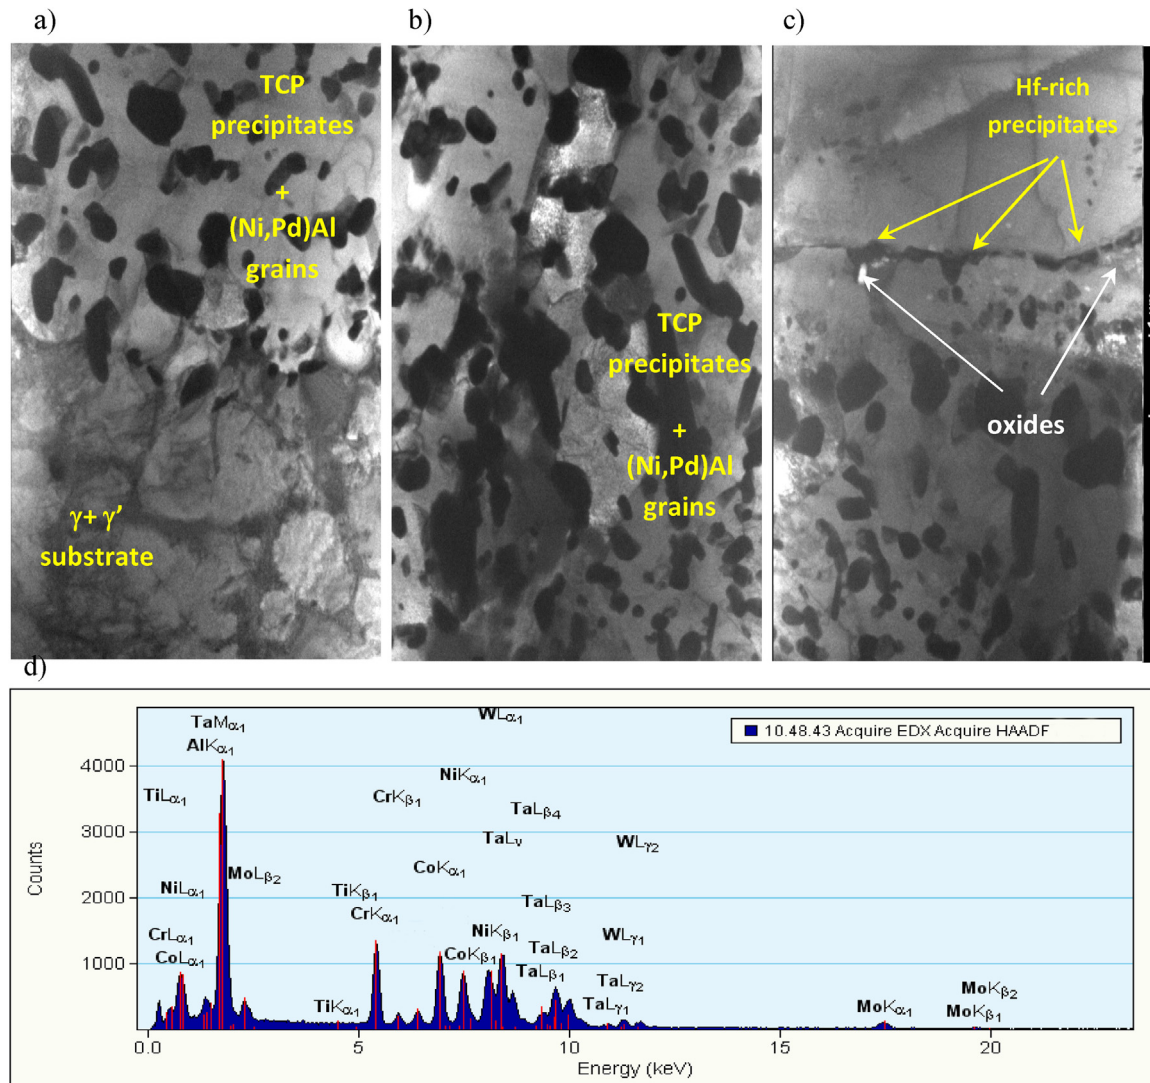 a)
b)
c)
TCP
precipitates
+
(Ni,Pd)Al
grains
γ+ γ’
substrate
TCP
precipitates
+
(Ni,Pd)Al
grains
Hf-rich
precipitates
oxides
d)
10.48.43 Acquire EDX Acquire HAADF
WLα1
TaMα1
AlKα1
NiKα1
TiLα1
CrKβ1
TaLβ4
TaLν
WLγ2
CoKα1
MoLβ2
NiLα1
TiKβ1
CrKα1
TaLβ3
CrLα1
CoLα1
NiKβ1
WLγ1
CoKβ1
TaLβ2
TaLβ1
TaLγ2
TiKα1
TaLγ1
MoKα1
MoKβ2
MoKβ1
4000
3000
2000
1000
Counts
0.0
5
10
15
20
Energy (keV)